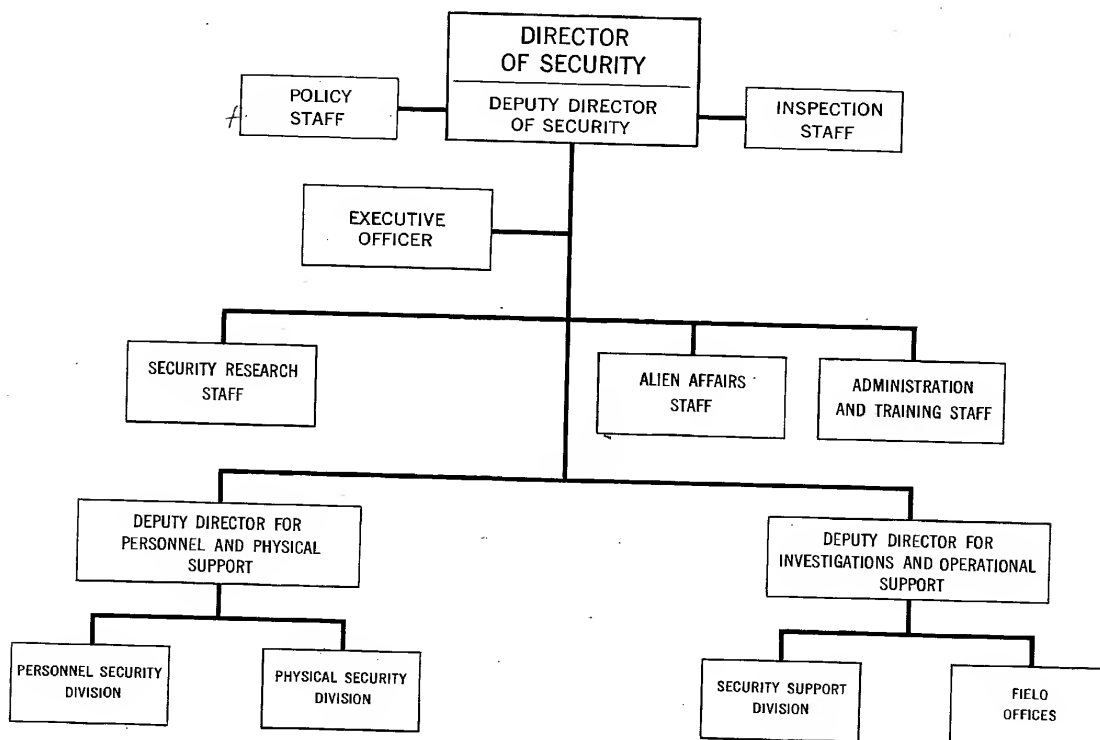 DIRECTOR
OF SECURITY
DEPUTY DIRECTOR
OF SECURITY
POLICY
STAFF
INSPECTION
STAFF
EXECUTIVE
OFFICER
SECURITY RESEARCH
STAFF
ALIEN AFFAIRS
STAFF
ADMINISTRATION
AND TRAINING STAFF
DEPUTY DIRECTOR FOR
PERSONNEL AND PHYSICAL
SUPPORT
DEPUTY DIRECTOR FOR
INVESTIGATIONS AND OPERATIONAL
SUPPORT
PERSONNEL SECURITY
DIVISION
PHYSICAL SECURITY
DIVISION
SECURITY SUPPORT
DIVISION
FIELO
OFFICES